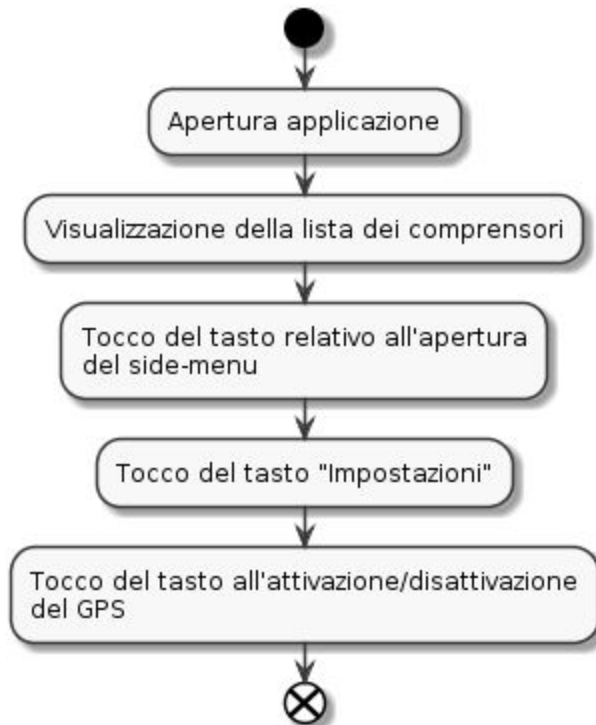 Apertura applicazione
Visualizzazione della lista dei comprensori
Tocco del tasto relativo all'apertura
del side-menu
Tocco del tasto "Impostazioni"
Tocco del tasto all'attivazione/disattivazione
del GPS